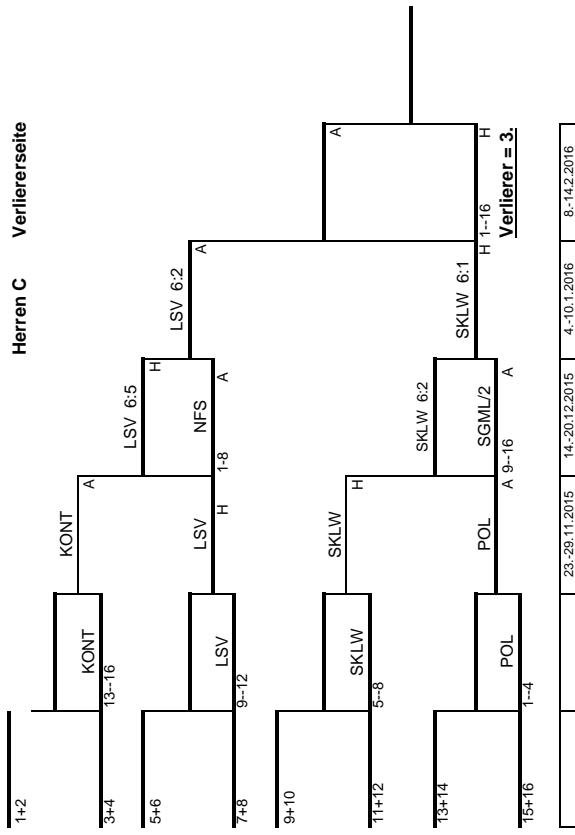 Herren C Verliererseite
1+2
3+4
5+6
7+8
9+10
11+12
13+14
15+16
KONT
13--16
LSV
9--12
SKLW
5--8
POL
1--4
KONT
A
LSV
H
SKLW
H
POL
A
LSV 6:5
H
NFS
A
1-8
SKLW 6:2
SGML/2
A
9--16
LSV 6:2
A
SKLW 6:1
H
A
H
1--16
Verlierer = 3.
23.-29.11.2015
14.-20.12.2015
4.-10.1.2016
8.-14.2.2016